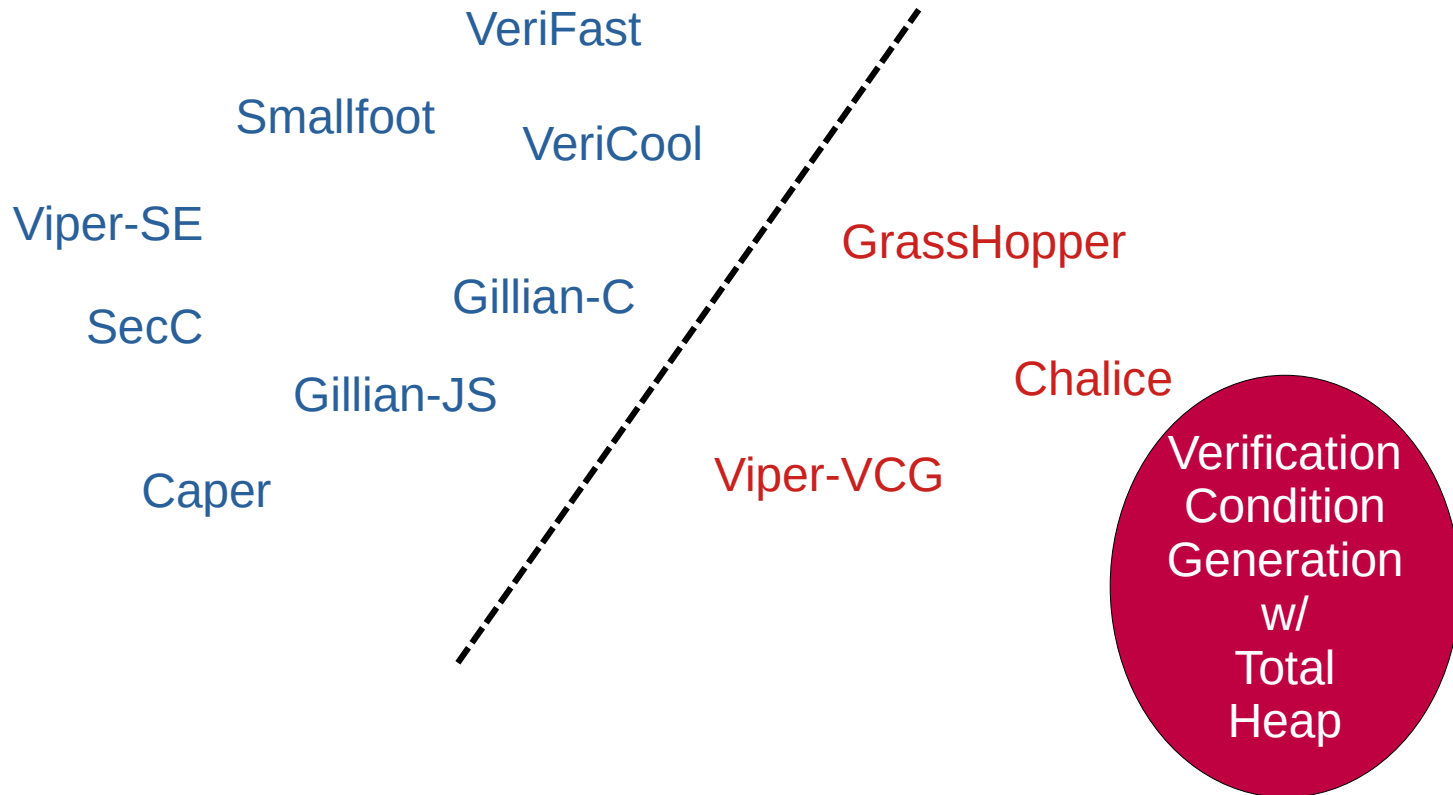 VeriFast
Smallfoot
VeriCool
Viper-SE
GrassHopper
Gillian-C
SecC
Chalice
Gillian-JS
Viper-VCG
Caper
Verification
Condition
Generation
w/
Total
Heap